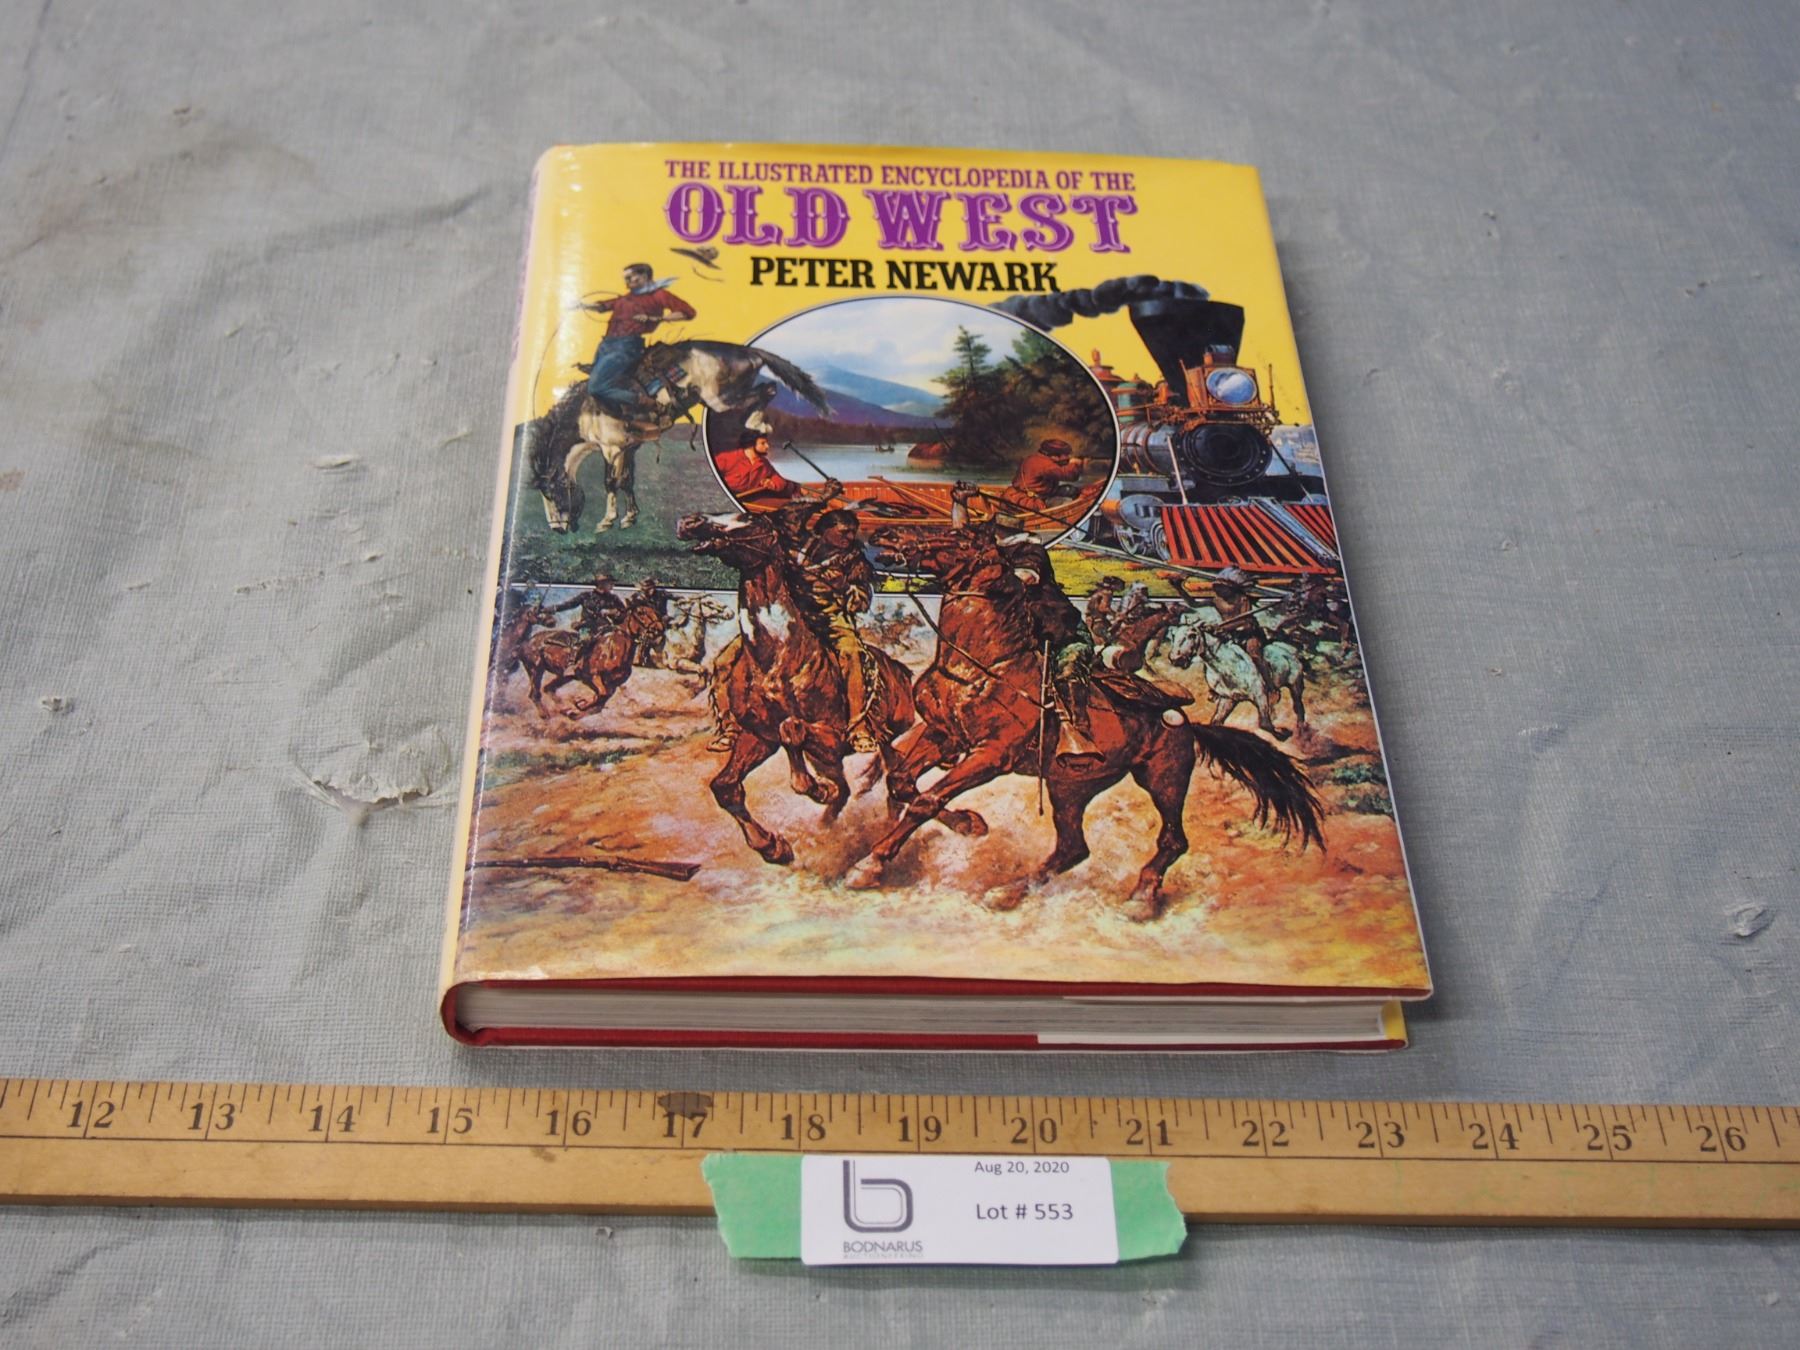 THE ILLUSTRATED ENCYCLOPEDIA OF THE
OLD WEST
PETER NEWARK
12 13 14 15 16 17 18 19 20 21 22 23 24 25 26
Aug 20, 2020
Lot # 553
BODNARUS
AUCTIONEERING